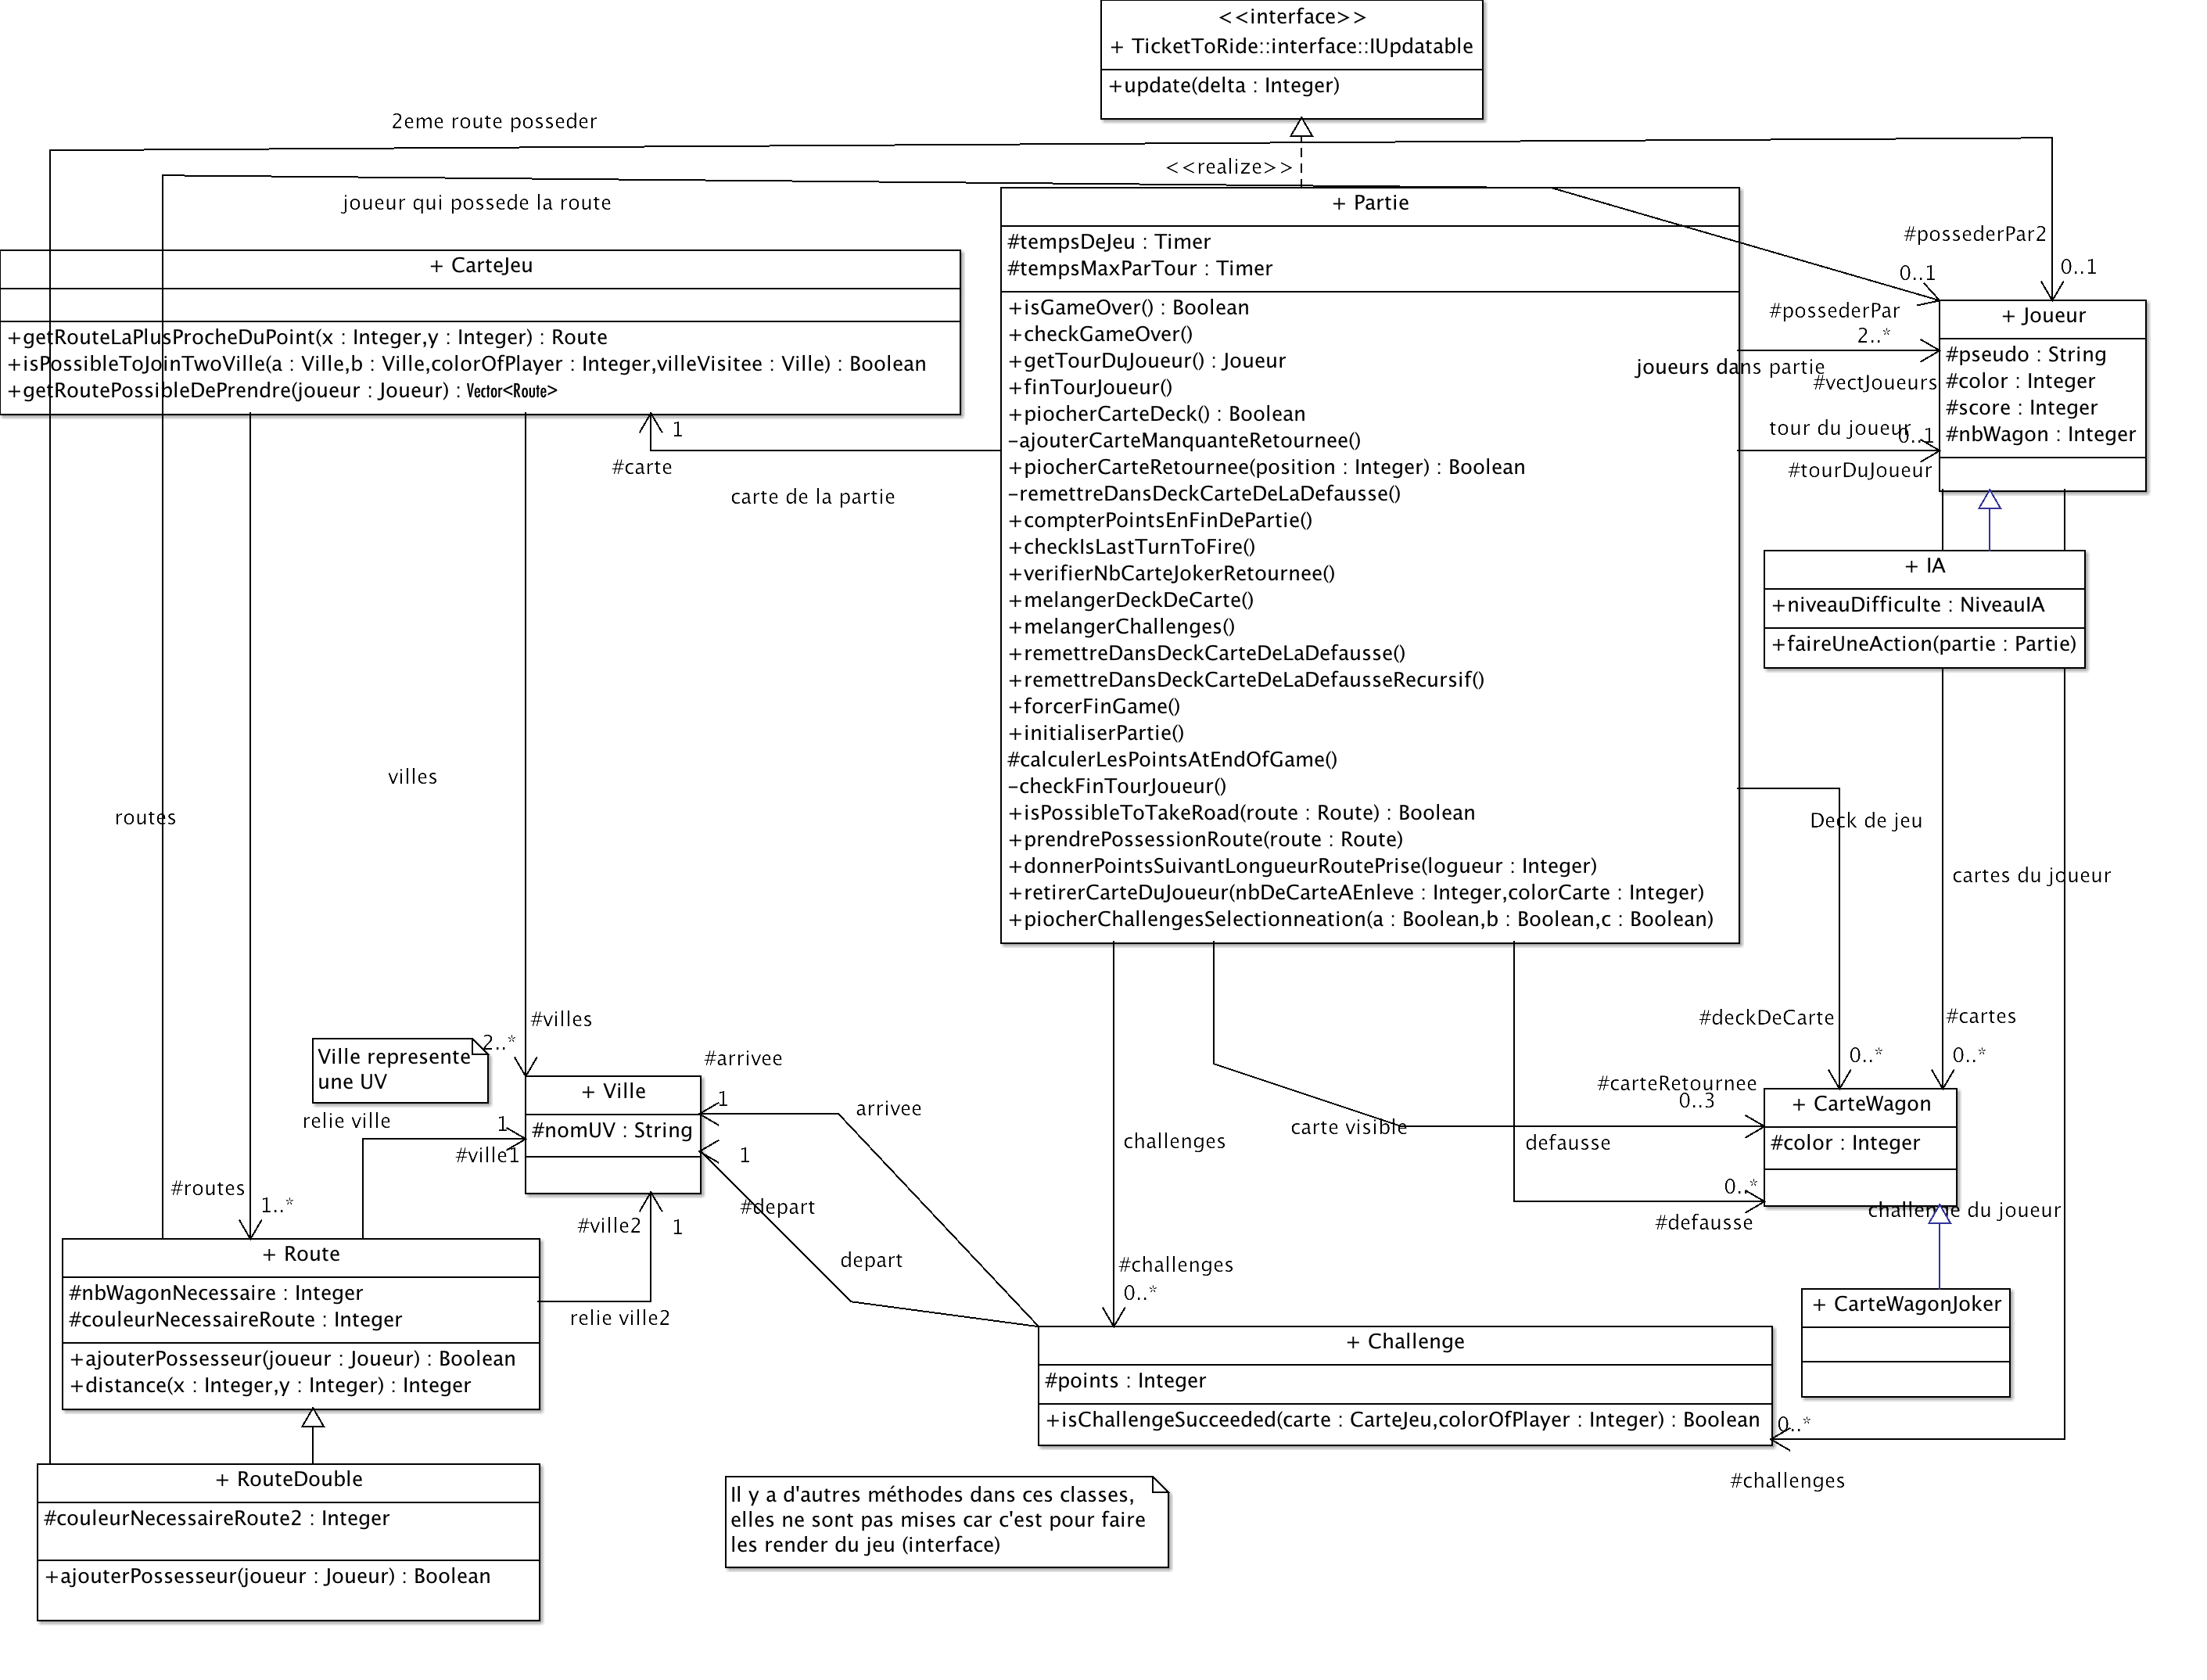 <<interface>>
+ TicketToRide::interface::IUpdatable
+update(delta : Integer)
2eme route posseder
<<realize>>
joueur qui possede la route
+ Partie
#tempsDeJeu : Timer
#tempsMaxParTour : Timer
+isGameOver() : Boolean
+checkGameOver()
+getTourDuJoueur() : Joueur
+finTourJoueur()
+piocherCarteDeck() : Boolean
-ajouterCarteManquanteRetournee()
+piocherCarteRetournee(position : Integer) : Boolean
-remettreDansDeckCarteDeLaDefausse()
+compterPointsEnFinDePartie()
+checkIsLastTurnToFire()
+verifierNbCarteJokerRetournee()
+melangerDeckDeCarte()
+melangerChallenges()
+remettreDansDeckCarteDeLaDefausse()
+remettreDansDeckCarteDeLaDefausseRecursif()
+forcerFinGame()
+initialiserPartie()
#calculerLesPointsAtEndOfGame()
-checkFinTourJoueur()
+isPossibleToTakeRoad(route : Route) : Boolean
+prendrePossessionRoute(route : Route)
+donnerPointsSuivantLongueurRoutePrise(logueur : Integer)
+retirerCarteDuJoueur(nbDeCarteAEnleve : Integer,colorCarte : Integer)
+piocherChallengesSelectionneation(a : Boolean,b : Boolean,c : Boolean)
+ CarteJeu
+getRouteLaPlusProcheDuPoint(x : Integer,y : Integer) : Route
+isPossibleToJoinTwoVille(a : Ville,b : Ville,colorOfPlayer : Integer,villeVisitee : Ville) : Boolean
+getRoutePossibleDePrendre(joueur : Joueur) : Vector<Route>
1
#carte
carte de la partie
#possederPar2
0..1
0..1
#possederPar
2..*
joueurs dans partie
#vectJoueurs
tour du joueur
0..1
#tourDuJoueur
+ Joueur
#pseudo : String
#color : Integer
#score : Integer
#nbWagon : Integer
+ IA
+niveauDifficulte : NiveauIA
+faireUneAction(partie : Partie)
villes
routes
Deck de jeu
cartes du joueur
#deckDeCarte
#cartes
0..*
0..*
#villes
2..*
Ville represente
une UV
#arrivee
1
arrivee
+ Ville
#nomUV : String
relie ville
1
#ville1
1
#depart
depart
#ville2
1
relie ville2
#routes
1..*
+ Route
#nbWagonNecessaire : Integer
#couleurNecessaireRoute : Integer
+ajouterPossesseur(joueur : Joueur) : Boolean
+distance(x : Integer,y : Integer) : Integer
#carteRetournee
0..3
carte visible
challenges
defausse
0..*
#defausse
+ CarteWagon
#color : Integer
challenge du joueur
#challenges
0..*
+ CarteWagonJoker
+ Challenge
#points : Integer
+isChallengeSucceeded(carte : CarteJeu,colorOfPlayer : Integer) : Boolean
0..*
#challenges
+ RouteDouble
#couleurNecessaireRoute2 : Integer
+ajouterPossesseur(joueur : Joueur) : Boolean
Il y a d'autres méthodes dans ces classes,
elles ne sont pas mises car c'est pour faire
les render du jeu (interface)